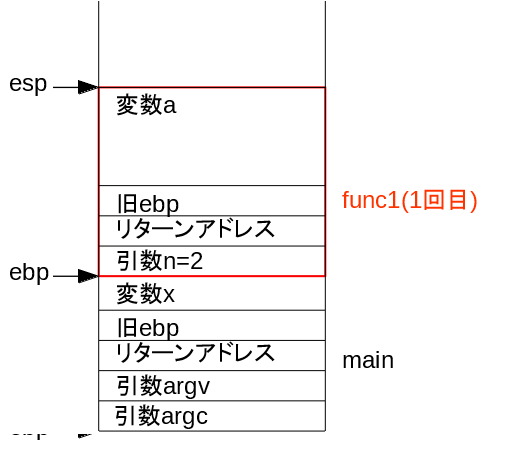 esp
変数a
旧ebp
func1(1回目)
リターンアドレス
引数n=2
ebp
変数x
旧ebp
リターンアドレス
main
引数argv
引数argc